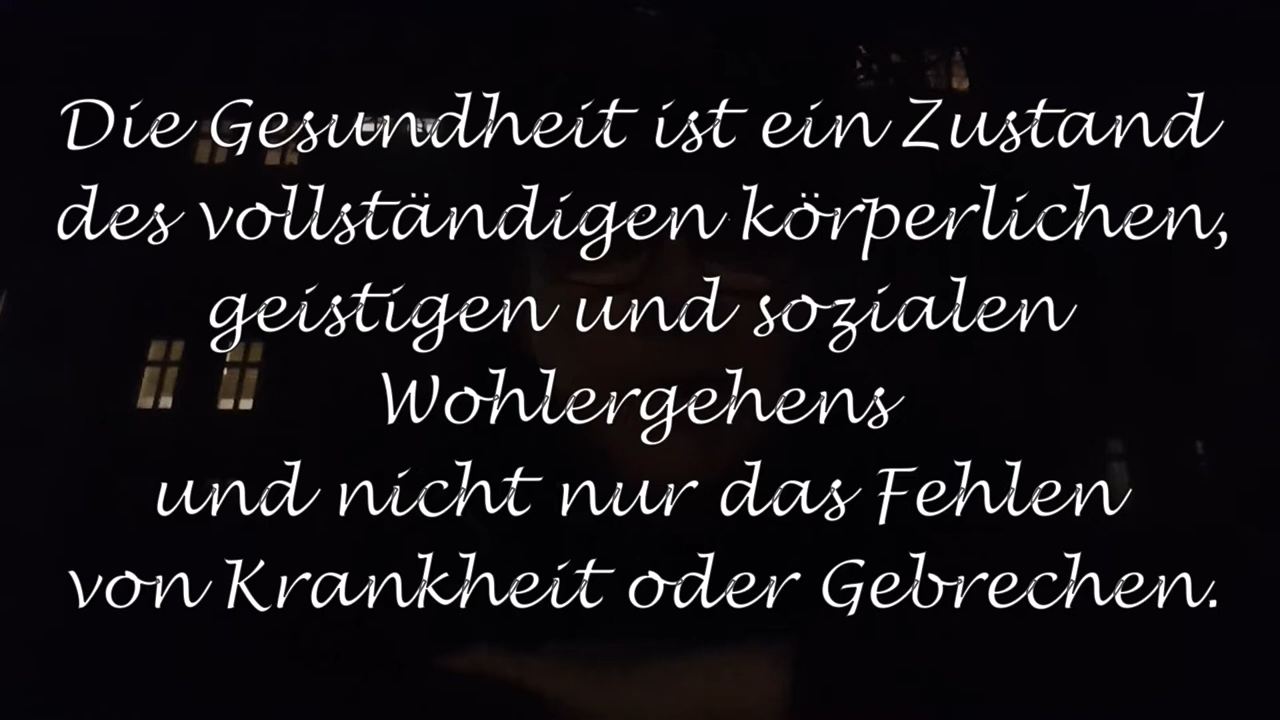 Die Gesundheit ist ein Zustand
des vollständigen körperlichen,
geistigen und sozialen
Wohlergehens
und nicht nur das Fehlen
von Krankheit oder Gebrechen.